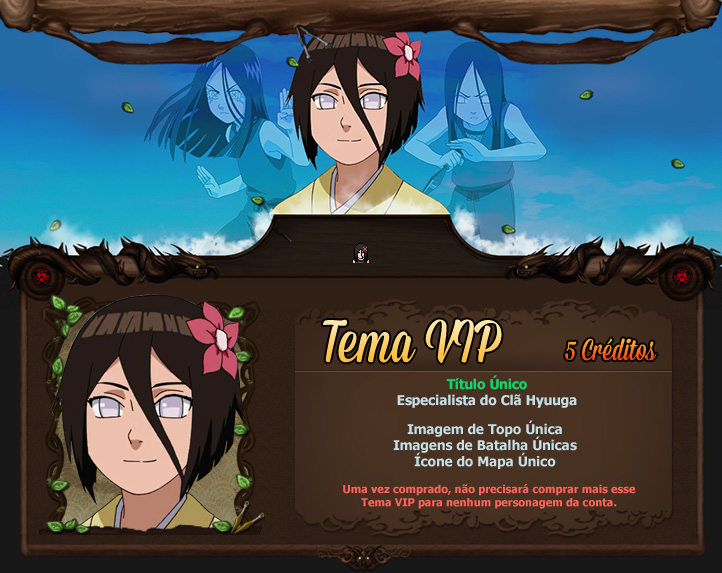 Tema VIP
5 Créditos
Título Único
Especialista do Clã Hyuuga
Imagem de Topo Única
Imagens de Batalha Únicas
Ícone do Mapa Único
Uma vez comprado, não precisará comprar mais esse
Tema VIP para nenhum personagem da conta.